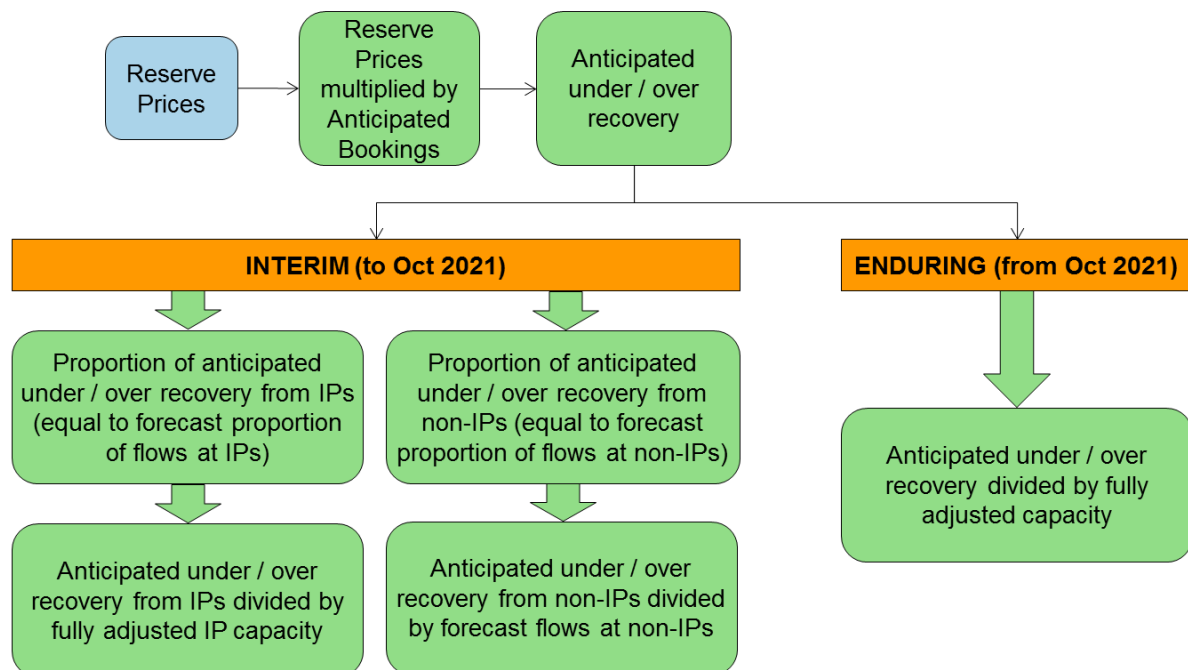 Reserve
Prices
Reserve
Prices
multiplied by
Anticipated
Bookings
Anticipated
under / over
recovery
INTERIM (to Oct 2021)
ENDURING (from Oct 2021)
Proportion of anticipated
under / over recovery from IPs
(equal to forecast proportion
of flows at IPs)
Proportion of anticipated
under / over recovery from
non-IPs (equal to forecast
proportion of flows at non-IPs)
Anticipated under / over
recovery divided by fully
adjusted capacity
Anticipated under / over
recovery from IPs divided by
fully adjusted IP capacity
Anticipated under / over
recovery from non-IPs divided
by forecast flows at non-IPs